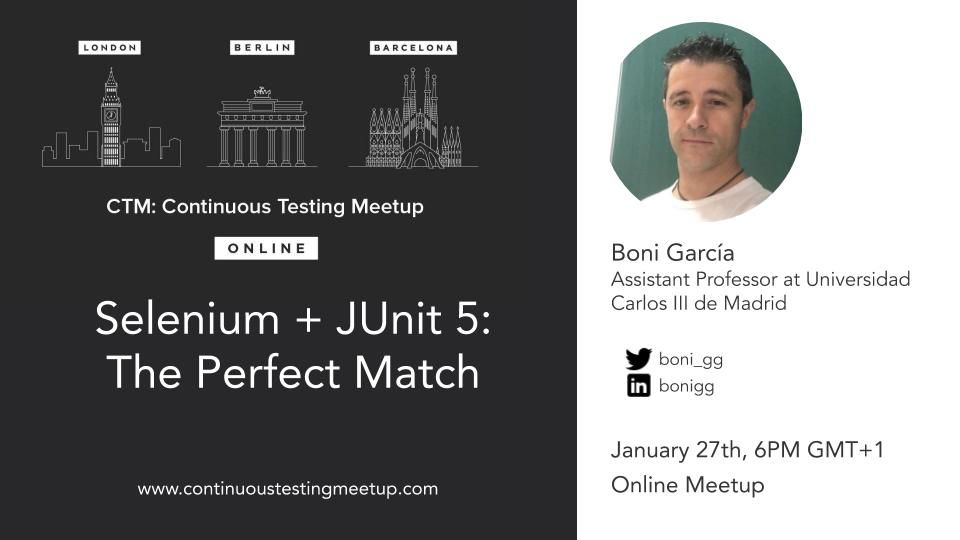 LONDON
BERLIN
BARCELONA
CTM: Continuous Testing Meetup
ONLINE
Selenium + JUnit 5:
The Perfect Match
www.continuoustestingmeetup.com
Boni García
Assistant Professor at Universidad
Carlos III de Madrid
boni_gg
in bonigg
January 27th, 6PM GMT+1
Online Meetup